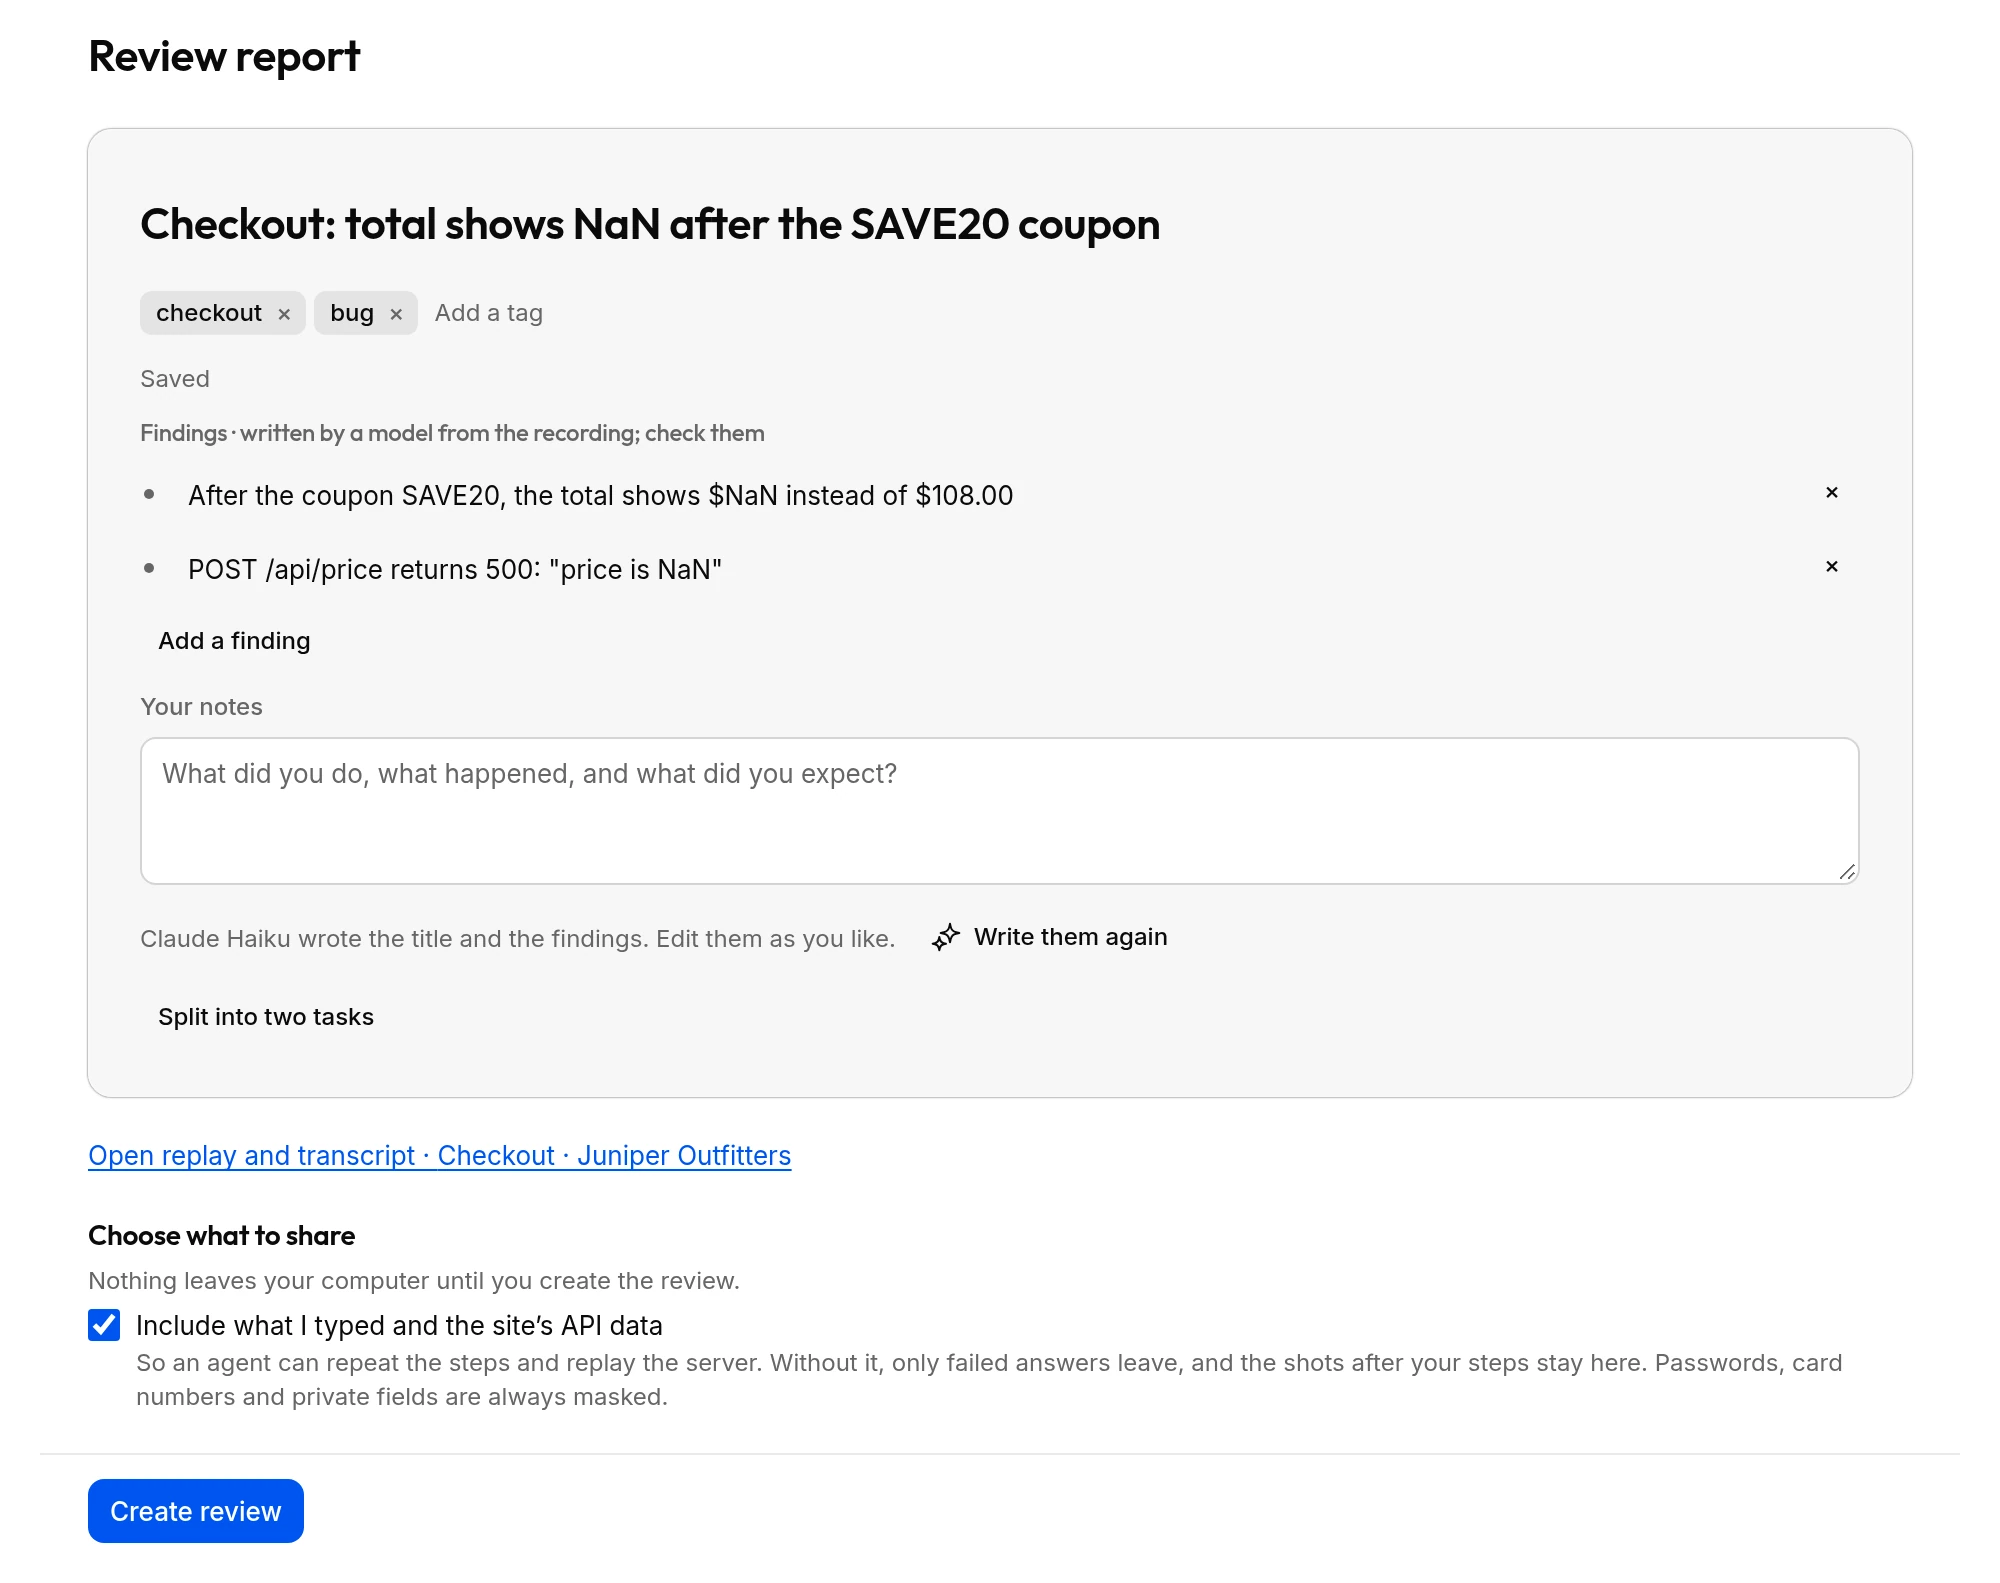 Review report
Checkout: total shows NaN after the SAVE20 coupon
checkout × bug × Add a tag
Saved
Findings · written by a model from the recording; check them
• After the coupon SAVE20, the total shows $NaN instead of $108.00 ×
• POST /api/price returns 500: "price is NaN" ×
Add a finding
Your notes
What did you do, what happened, and what did you expect?
Claude Haiku wrote the title and the findings. Edit them as you like. Write them again
Split into two tasks
Open replay and transcript · Checkout · Juniper Outfitters
Choose what to share
Nothing leaves your computer until you create the review.
Include what I typed and the site’s API data
So an agent can repeat the steps and replay the server. Without it, only failed answers leave, and the shots after your steps stay here. Passwords, card
numbers and private fields are always masked.
Create review